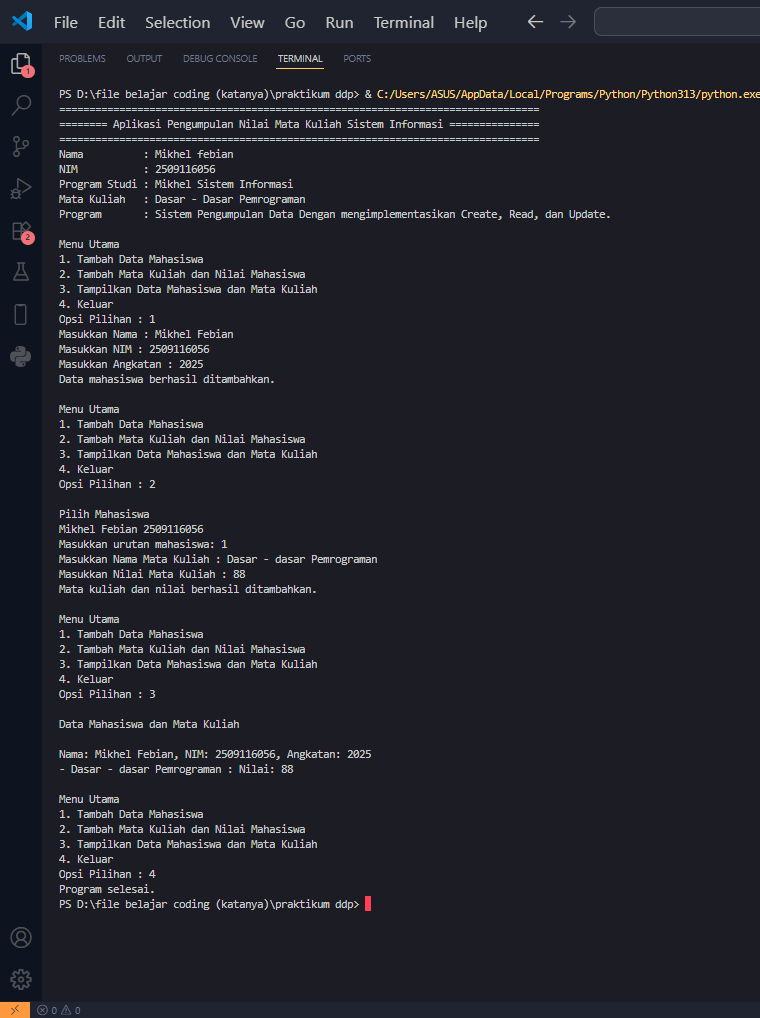 File Edit Selection View Go Run Terminal Help
PROBLEMS OUTPUT DEBUG CONSOLE TERMINAL PORTS
PS D:\file belajar coding (katanya)\praktikum ddp> & C:/Users/ASUS/AppData/Local/Programs/Python/Python313/python.exe
================================================================================
======== Aplikasi Pengumpulan Nilai Mata Kuliah Sistem Informasi ===============
================================================================================
Nama          : Mikhel febian
NIM           : 2509116056
Program Studi : Mikhel Sistem Informasi
Mata Kuliah   : Dasar - Dasar Pemrograman
Program       : Sistem Pengumpulan Data Dengan mengimplementasikan Create, Read, dan Update.
Menu Utama
1. Tambah Data Mahasiswa
2. Tambah Mata Kuliah dan Nilai Mahasiswa
3. Tampilkan Data Mahasiswa dan Mata Kuliah
4. Keluar
Opsi Pilihan : 1
Masukkan Nama : Mikhel Febian
Masukkan NIM : 2509116056
Masukkan Angkatan : 2025
Data mahasiswa berhasil ditambahkan.
Menu Utama
1. Tambah Data Mahasiswa
2. Tambah Mata Kuliah dan Nilai Mahasiswa
3. Tampilkan Data Mahasiswa dan Mata Kuliah
4. Keluar
Opsi Pilihan : 2
Pilih Mahasiswa
Mikhel Febian 2509116056
Masukkan urutan mahasiswa: 1
Masukkan Nama Mata Kuliah : Dasar - dasar Pemrograman
Masukkan Nilai Mata Kuliah : 88
Mata kuliah dan nilai berhasil ditambahkan.
Menu Utama
1. Tambah Data Mahasiswa
2. Tambah Mata Kuliah dan Nilai Mahasiswa
3. Tampilkan Data Mahasiswa dan Mata Kuliah
4. Keluar
Opsi Pilihan : 3
Data Mahasiswa dan Mata Kuliah
Nama: Mikhel Febian, NIM: 2509116056, Angkatan: 2025
- Dasar - dasar Pemrograman : Nilai: 88
Menu Utama
1. Tambah Data Mahasiswa
2. Tambah Mata Kuliah dan Nilai Mahasiswa
3. Tampilkan Data Mahasiswa dan Mata Kuliah
4. Keluar
Opsi Pilihan : 4
Program selesai.
PS D:\file belajar coding (katanya)\praktikum ddp>
1
2
0 0